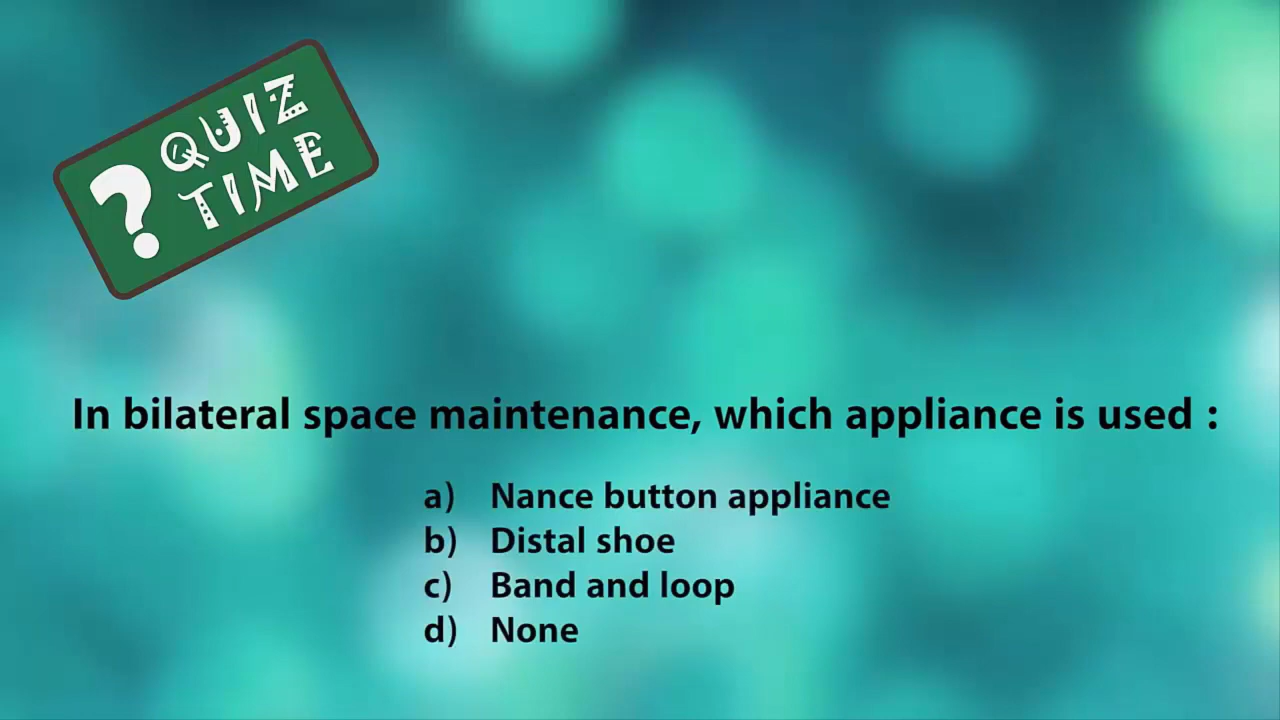 ?
QUIZ
TIME
In bilateral space maintenance, which appliance is used :
a) Nance button appliance
b) Distal shoe
c) Band and loop
d) None